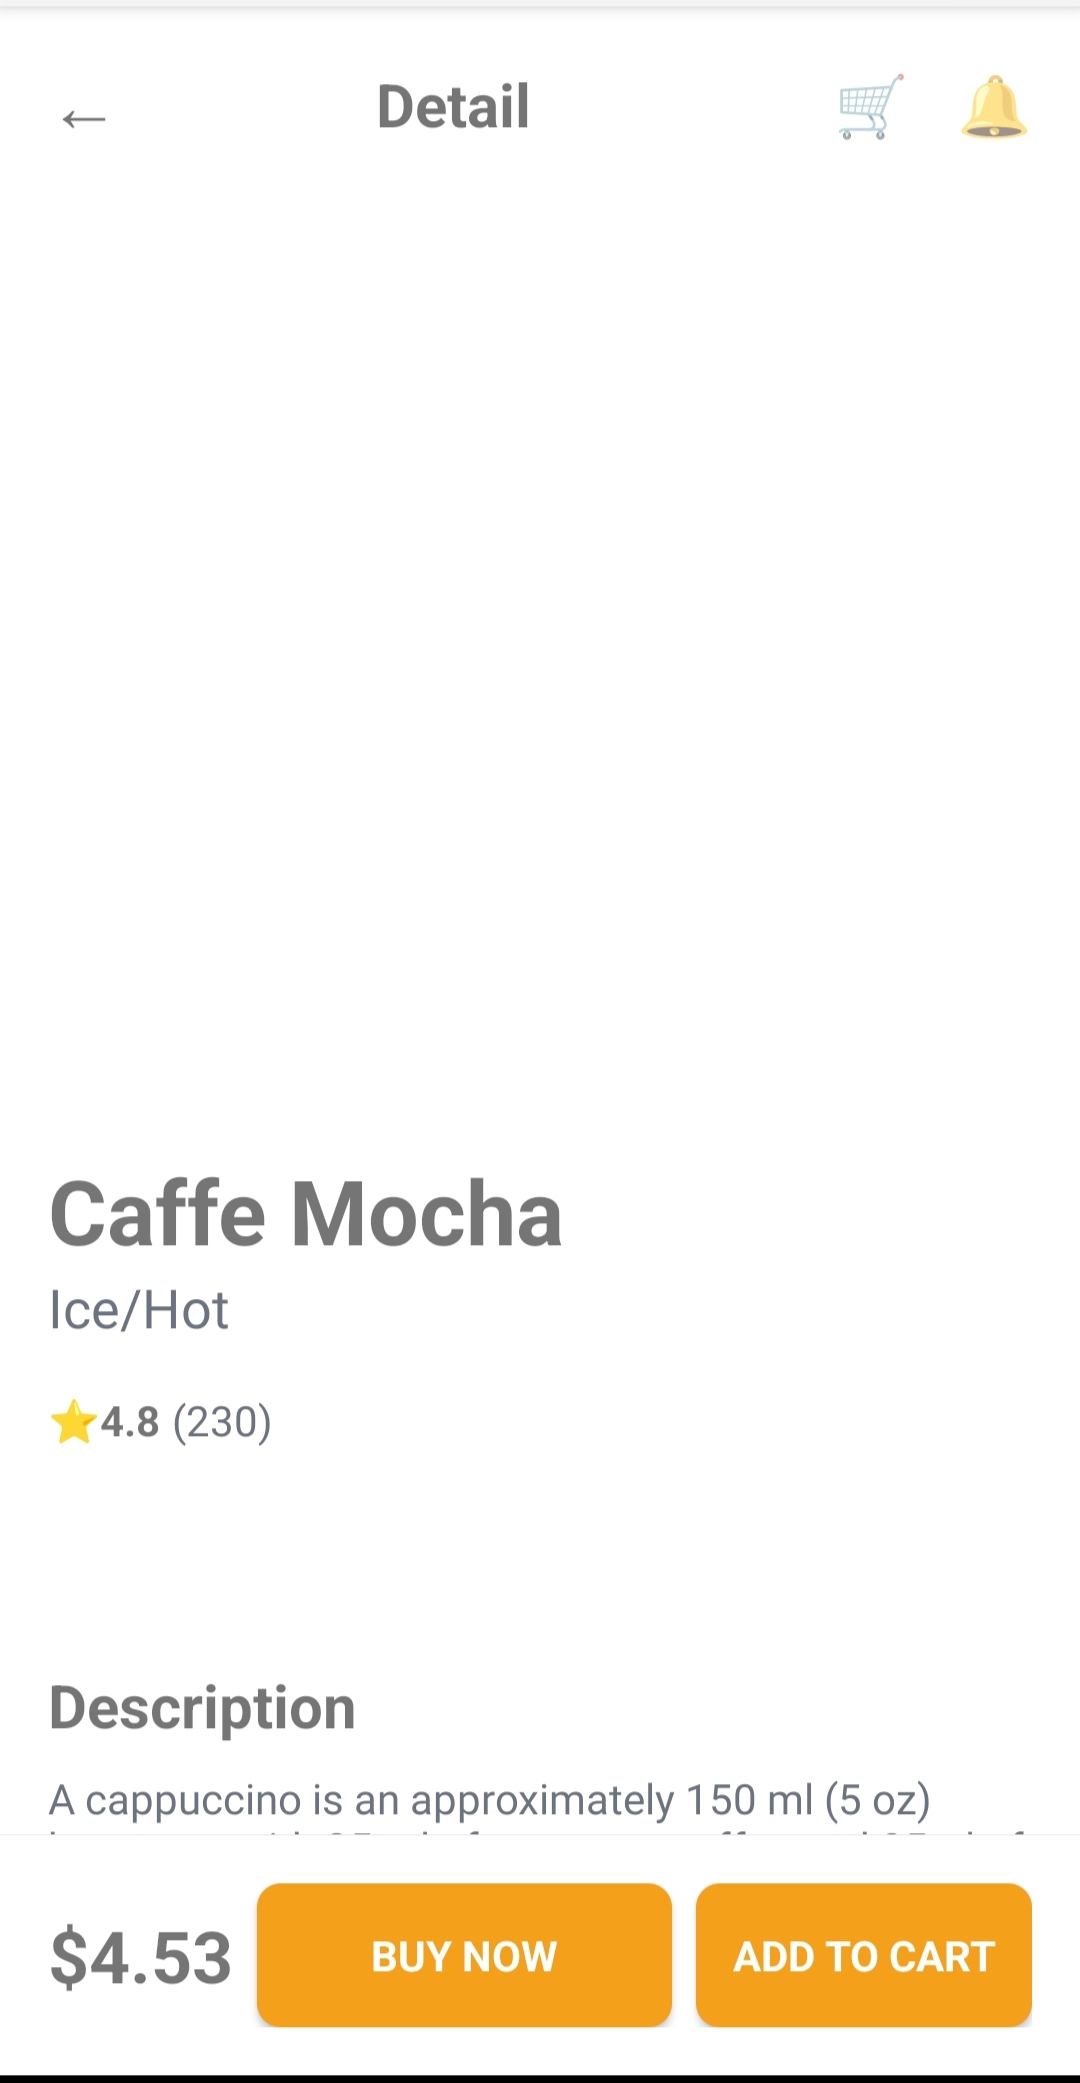 Detail
Caffe Mocha
Ice/Hot
4.8 (230)
Description
A cappuccino is an approximately 150 ml (5 oz)
$4.53
BUY NOW
ADD TO CART